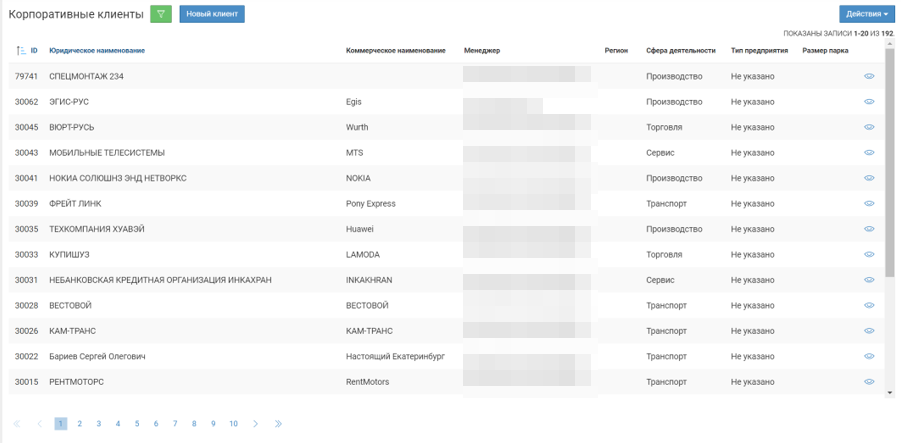 Корпоративные клиенты Новый клиент Действия
ПОКАЗАНЫ ЗАПИСИ 1-20 ИЗ 192.
ID Юридическое наименование Коммерческое наименование Менеджер Регион Сфера деятельности Тип предприятия Размер парка
79741 СПЕЦМОНТАЖ 234 Производство Не указано
30062 ЭГИС-РУС Egis Производство Не указано
30045 ВЮРТ-РУСЬ Wurth Торговля Не указано
30043 МОБИЛЬНЫЕ ТЕЛЕСИСТЕМЫ MTS Сервис Не указано
30041 НОКИА СОЛЮШНЗ ЭНД НЕТВОРКС NOKIA Производство Не указано
30039 ФРЕЙТ ЛИНК Pony Express Транспорт Не указано
30035 ТЕХКОМПАНИЯ ХУАВЭЙ Huawei Производство Не указано
30033 КУПИШУЗ LAMODA Торговля Не указано
30031 НЕБАНКОВСКАЯ КРЕДИТНАЯ ОРГАНИЗАЦИЯ ИНКАХРАН INKAKHRAN Сервис Не указано
30028 ВЕСТОВОЙ ВЕСТОВОЙ Транспорт Не указано
30026 КАМ-ТРАНС КАМ-ТРАНС Транспорт Не указано
30022 Бариев Сергей Олегович Настоящий Екатеринбург Транспорт Не указано
30015 РЕНТМОТОРС RentMotors Транспорт Не указано
1 2 3 4 5 6 7 8 9 10